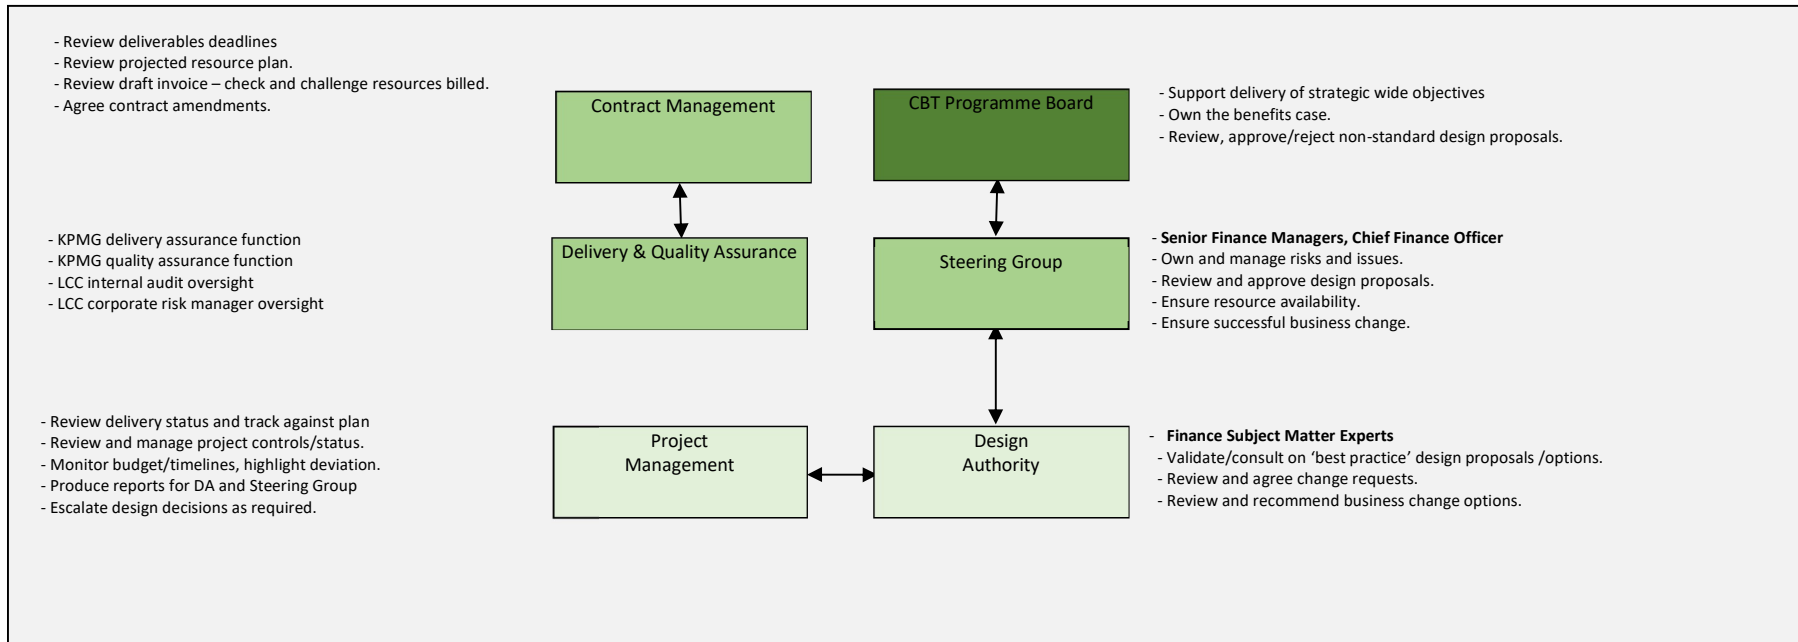 - Review deliverables deadlines
- Review projected resource plan.
- Review draft invoice – check and challenge resources billed.
- Agree contract amendments.
Contract Management
CBT Programme Board
- Support delivery of strategic wide objectives
- Own the benefits case.
- Review, approve/reject non-standard design proposals.
- KPMG delivery assurance function
- KPMG quality assurance function
- LCC internal audit oversight
- LCC corporate risk manager oversight
Delivery & Quality Assurance
Steering Group
- Senior Finance Managers, Chief Finance Officer
- Own and manage risks and issues.
- Review and approve design proposals.
- Ensure resource availability.
- Ensure successful business change.
- Review delivery status and track against plan
- Review and manage project controls/status.
- Monitor budget/timelines, highlight deviation.
- Produce reports for DA and Steering Group
- Escalate design decisions as required.
Project
Management
Design
Authority
- Finance Subject Matter Experts
- Validate/consult on ‘best practice’ design proposals /options.
- Review and agree change requests.
- Review and recommend business change options.